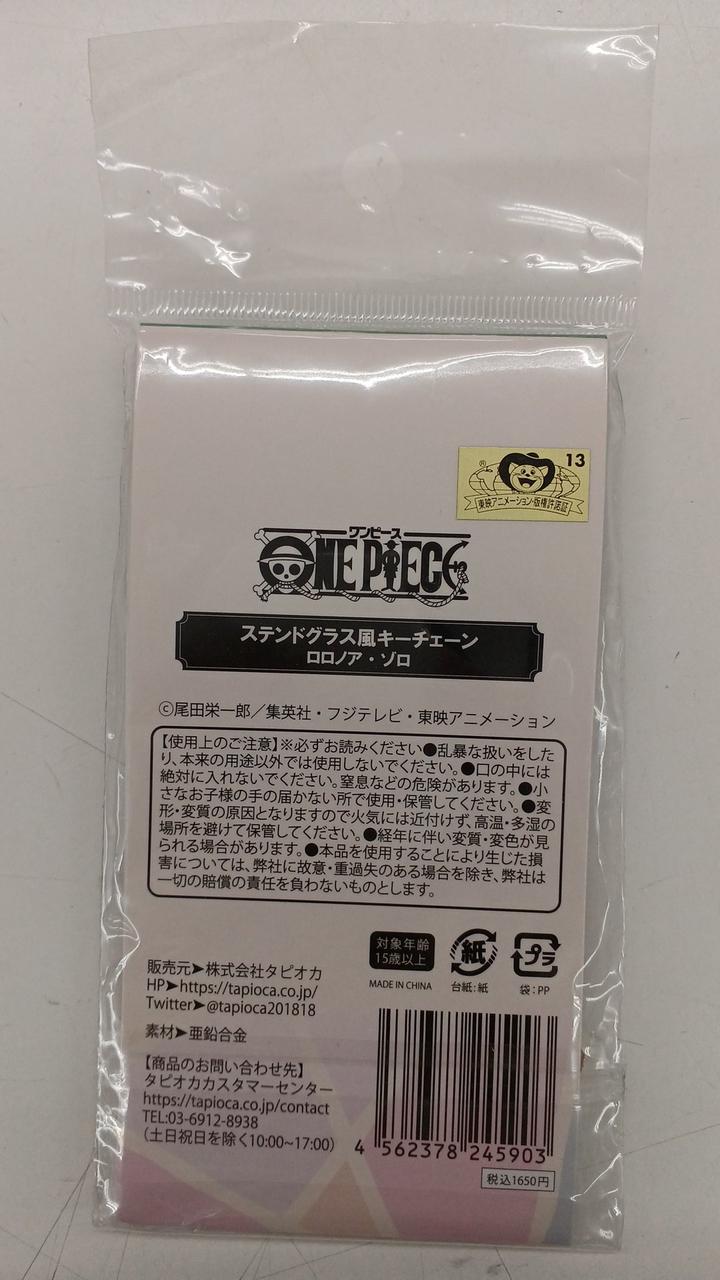 13
®
東映アニメーション・版権許諾証
ワンピース
ONE PIECE
ステンドグラス風キーチェーン
ロロノア・ゾロ
©尾田栄一郎／集英社・フジテレビ・東映アニメーション
【使用上のご注意】※必ずお読みください●乱暴な扱いをした
り、本来の用途以外では使用しないでください。●口の中には
絶対に入れないでください。窒息などの危険があります。●小
さなお子様の手の届かない所で使用・保管してください。●変
形・変質の原因となりますので火気には近付けず、高温・多湿の
場所を避けて保管してください。●経年に伴い変質・変色が見
られる場合があります。●本品を使用することにより生じた損
害については、弊社に故意・重過失のある場合を除き、弊社は
一切の賠償の責任を負わないものとします。
対象年齢
15歳以上
MADE IN CHINA
紙
台紙:紙
プラ
袋:PP
販売元➤株式会社タピオカ
HP➤https://tapioca.co.jp/
Twitter➤@tapioca201818
素材➤亜鉛合金
【商品のお問い合わせ先】
タピオカカスタマーセンター
https://tapioca.co.jp/contact
TEL:03-6912-8938
(土日祝日を除く10:00~17:00)
4 562378 245903
税込1650円